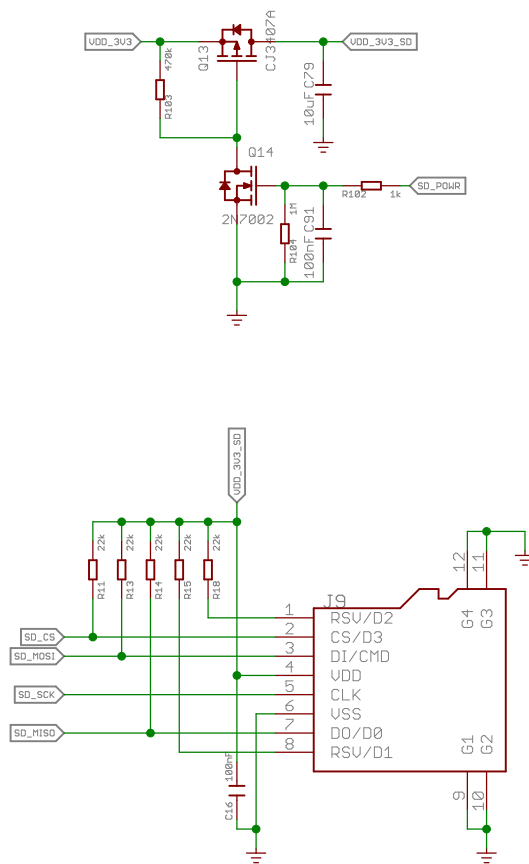 VDD_3V3
470k
R103
Q13
CJ3407A
10uF
C79
VDD_3V3_SD
Q14
2N7002
1M
R104
100nF
C91
R102
1k
SD_POWR
VDD_3V3_SD
22k
R11
22k
R13
22k
R14
22k
R15
22k
R18
SD_CS
SD_MOSI
SD_SCK
SD_MISO
100nF
C16
J9
1 RSV/D2
2 CS/D3
3 DI/CMD
4 VDD
5 CLK
6 VSS
7 DO/D0
8 RSV/D1
12
11
G4
G3
G1
G2
9
10